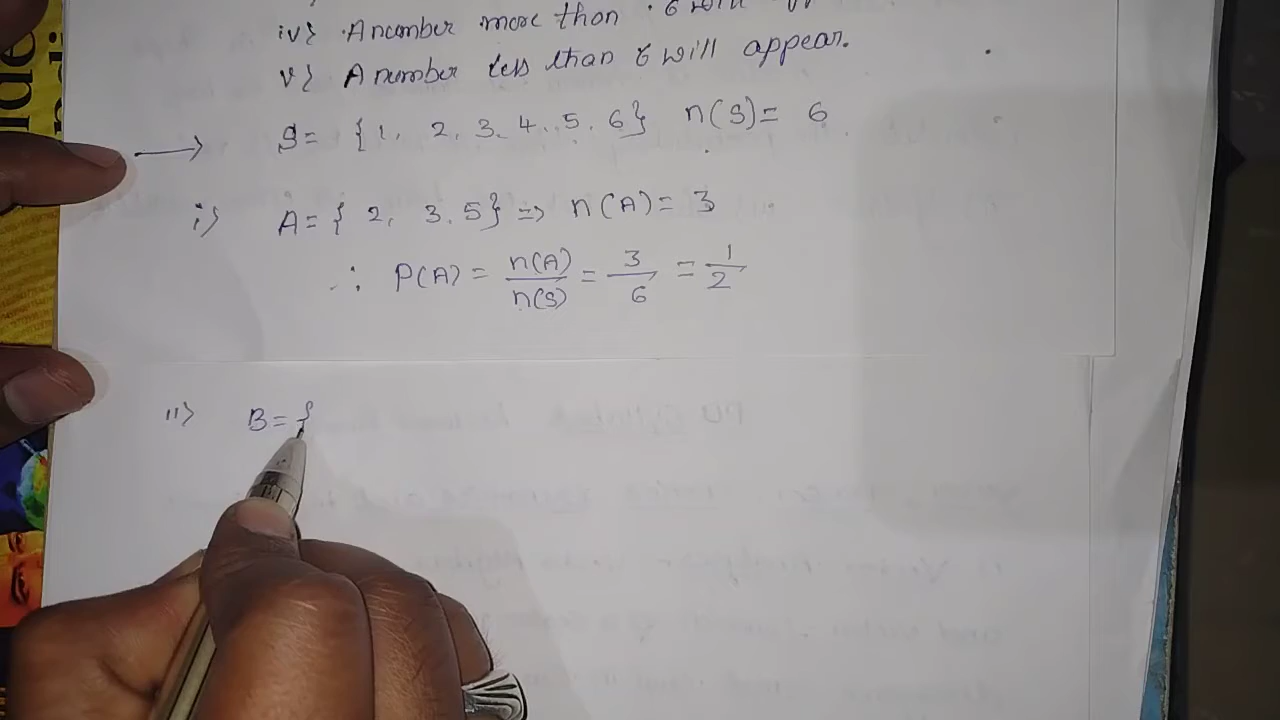 iv} A number more than 6 will
v} A number less than 6 will appear.
→ S = {1, 2, 3, 4, 5, 6} n(S) = 6
i} A = {2, 3, 5} ⇒ n(A) = 3
∴ P(A) = n(A)/n(S) = 3/6 = 1/2
ii} B = {